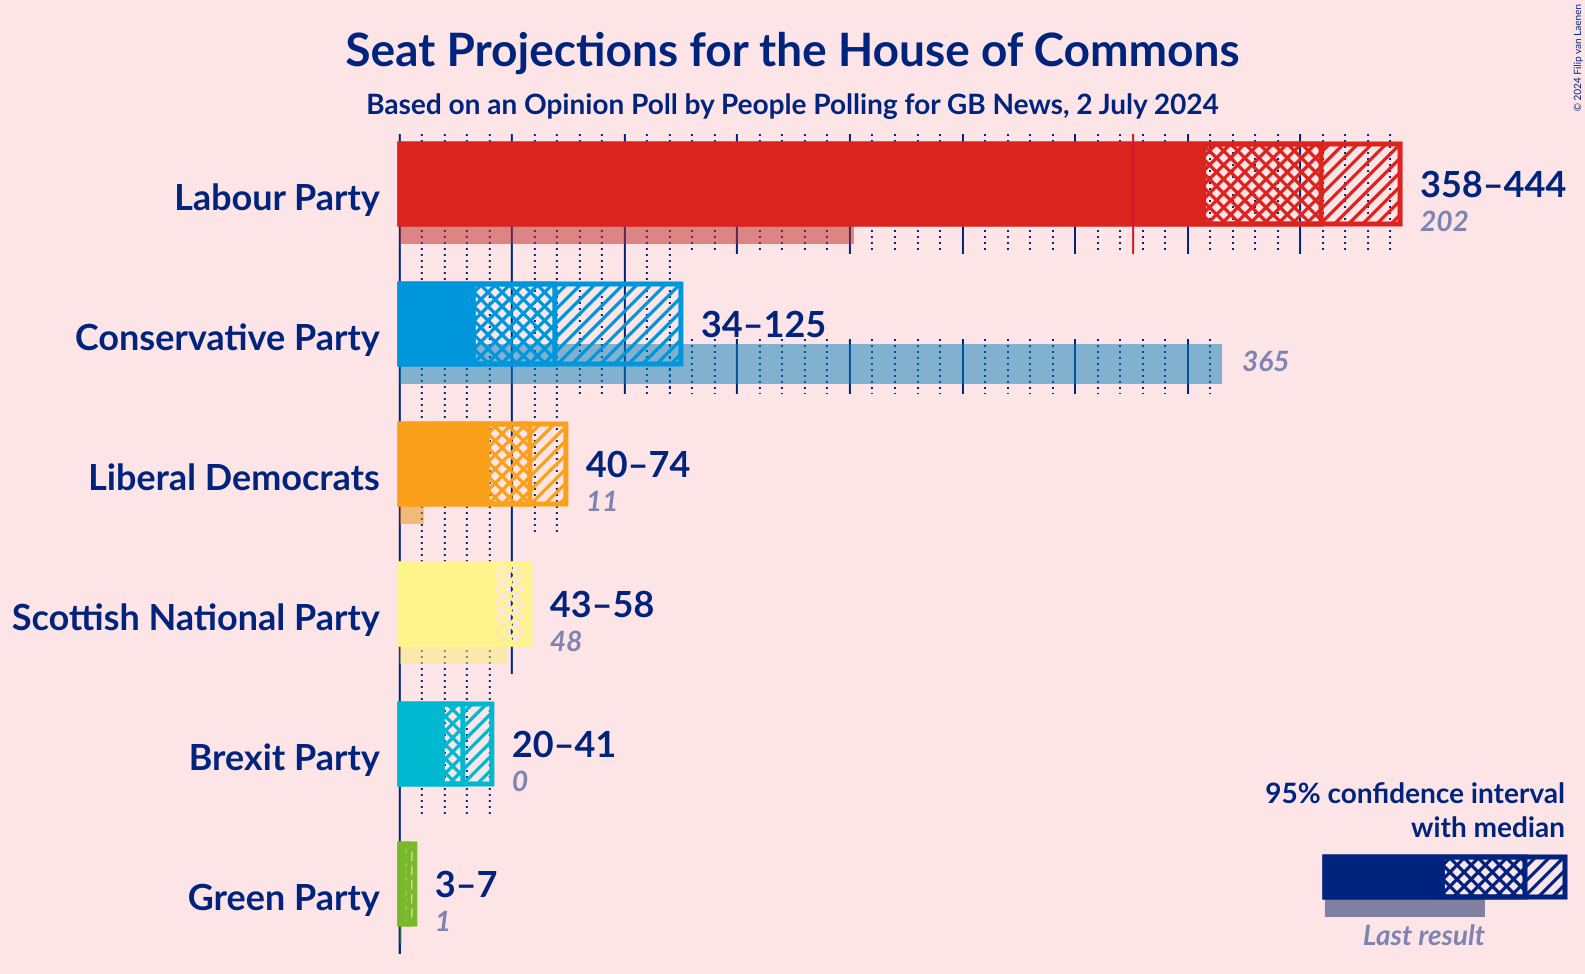 Seat Projections for the House of Commons
Based on an Opinion Poll by People Polling for GB News, 2 July 2024
© 2024 Filip van Laenen
Labour Party
358–444
202
Conservative Party
34–125
365
Liberal Democrats
40–74
11
Scottish National Party
43–58
48
Brexit Party
20–41
0
Green Party
3–7
1
95% confidence interval
with median
Last result